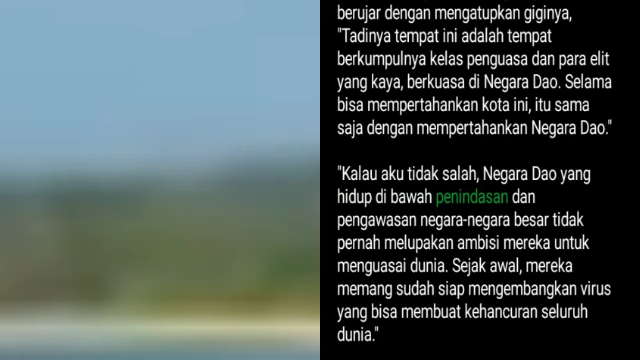 berujar dengan mengatupkan giginya,
"Tadinya tempat ini adalah tempat
berkumpulnya kelas penguasa dan para elit
yang kaya, berkuasa di Negara Dao. Selama
bisa mempertahankan kota ini, itu sama
saja dengan mempertahankan Negara Dao."
"Kalau aku tidak salah, Negara Dao yang
hidup di bawah penindasan dan
pengawasan negara-negara besar tidak
pernah melupakan ambisi mereka untuk
menguasai dunia. Sejak awal, mereka
memang sudah siap mengembangkan virus
yang bisa membuat kehancuran seluruh
dunia."